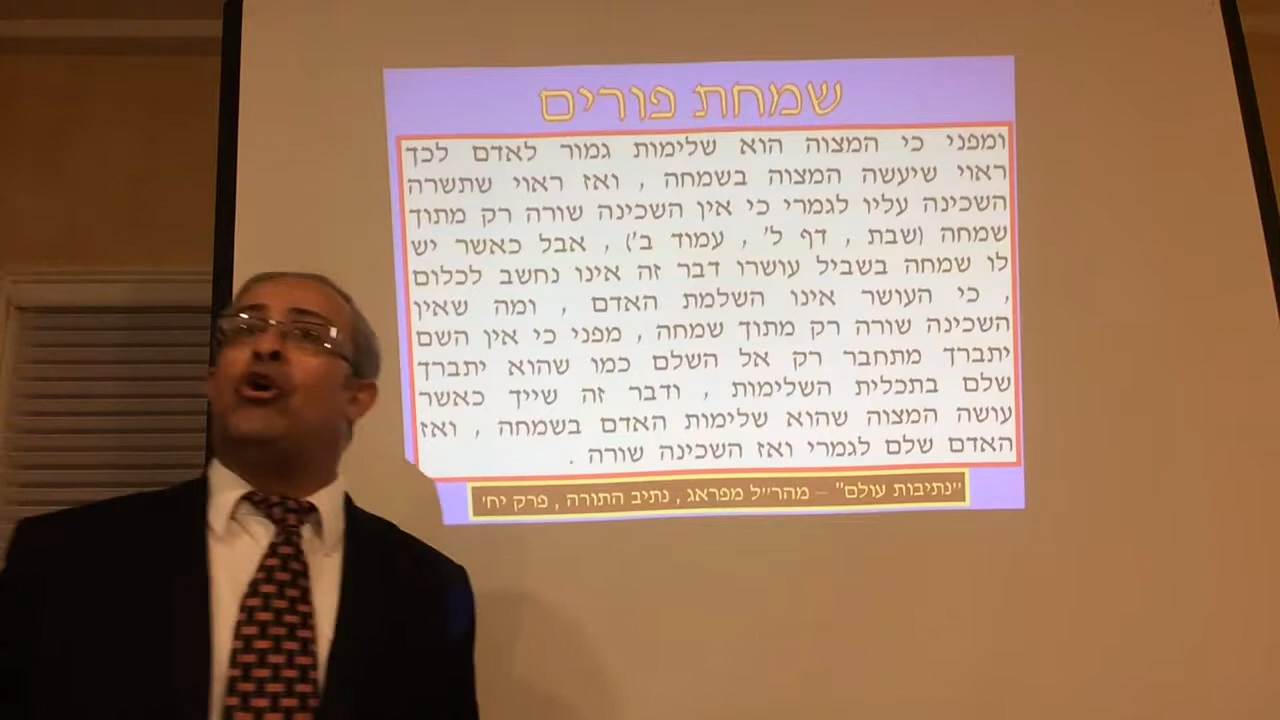 שמחת פורים
ומפני כי המצוה הוא שלימות גמור לאדם לכך
ראוי שיעשה המצוה בשמחה , ואז ראוי שתשרה
השכינה עליו לגמרי כי אין השכינה שורה רק מתוך
שמחה (שבת , דף ל' , עמוד ב') , אבל כאשר יש
לו שמחה בשביל עושרו דבר זה אינו נחשב לכלום
, כי העושר אינו השלמת האדם , ומה שאין
השכינה שורה רק מתוך שמחה , מפני כי אין השם
יתברך מתחבר רק אל השלם כמו שהוא יתברך
שלם בתכלית השלימות , ודבר זה שייך כאשר
עושה המצוה שהוא שלימות האדם בשמחה , ואז
האדם שלם לגמרי ואז השכינה שורה .
"נתיבות עולם" – מהר"ל מפראג , נתיב התורה , פרק יח'